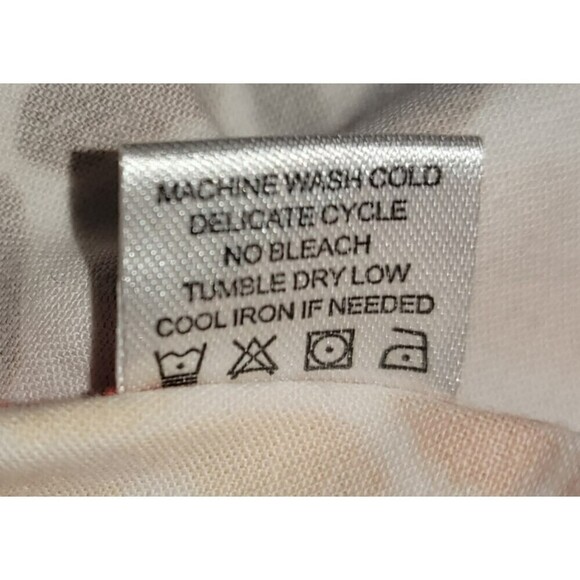 MACHINE WASH COLD
DELICATE CYCLE
NO BLEACH
TUMBLE DRY LOW
COOL IRON IF NEEDED